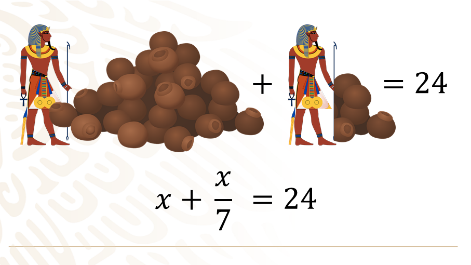 + = 24
x + x/7 = 24